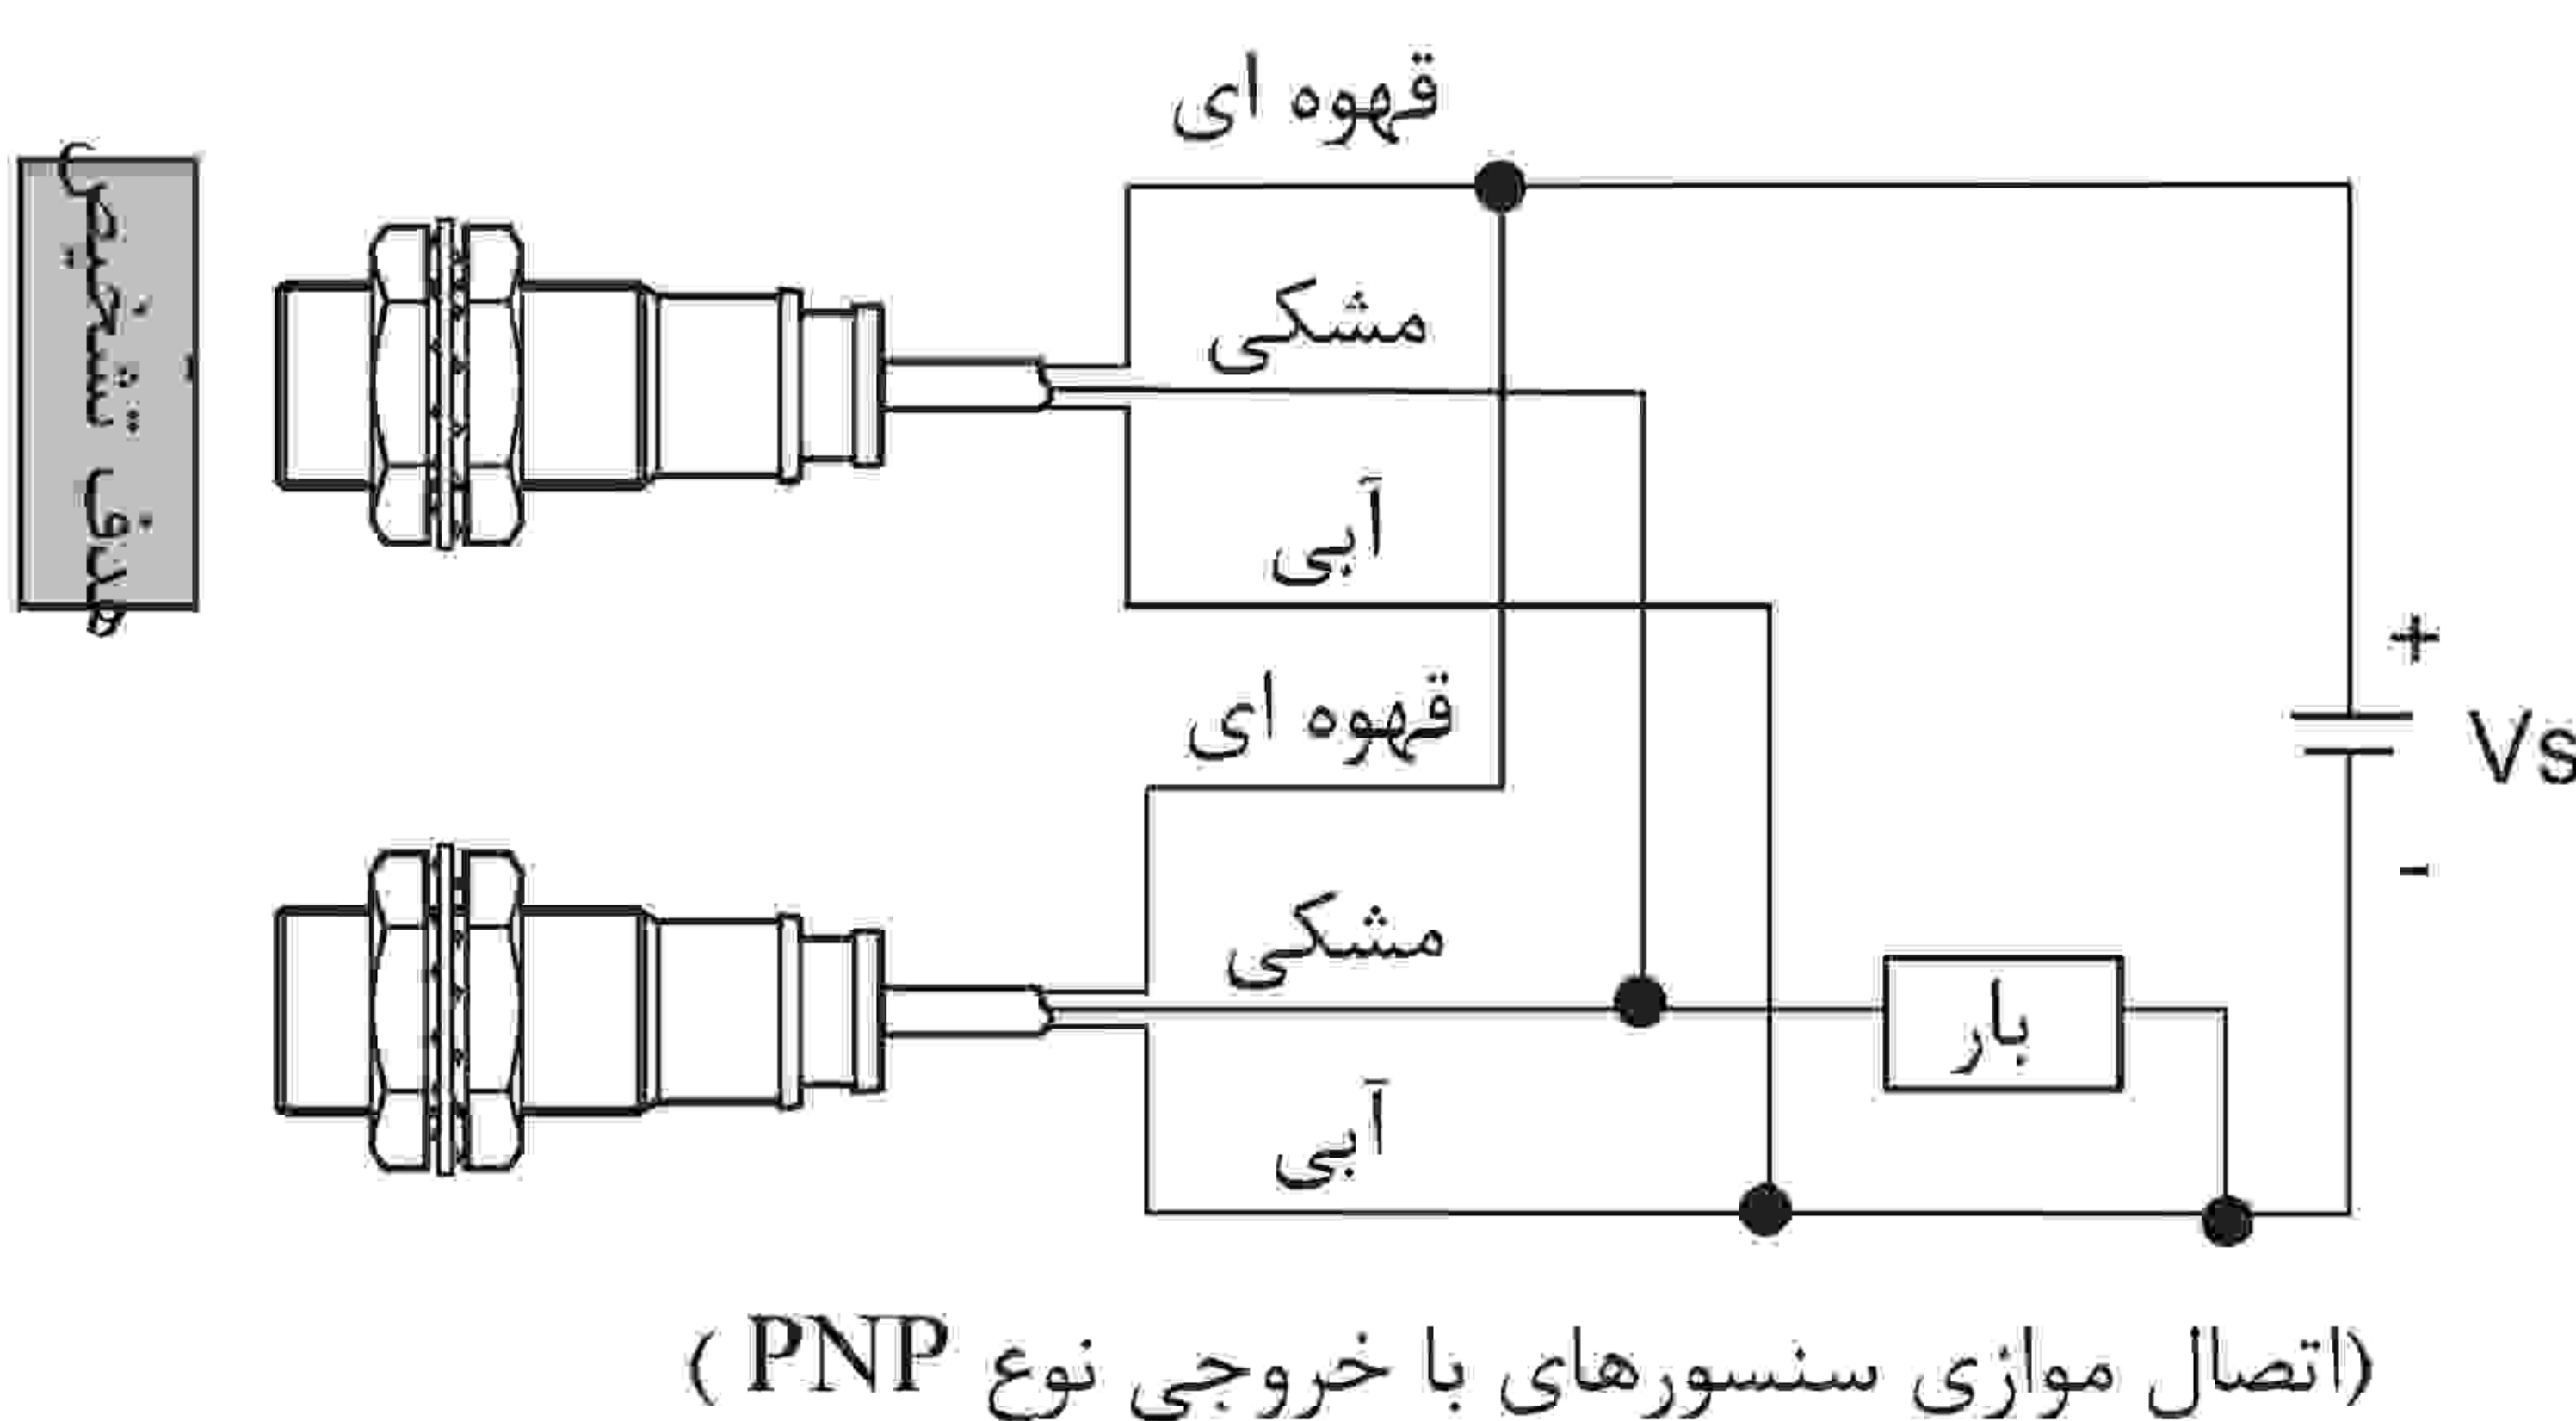 قهوه ای
مشکی
آبی
هدف تشخیص
قهوه ای
مشکی
آبی
بار
+
Vs
-
(اتصال موازی سنسورهای با خروجی نوع PNP )